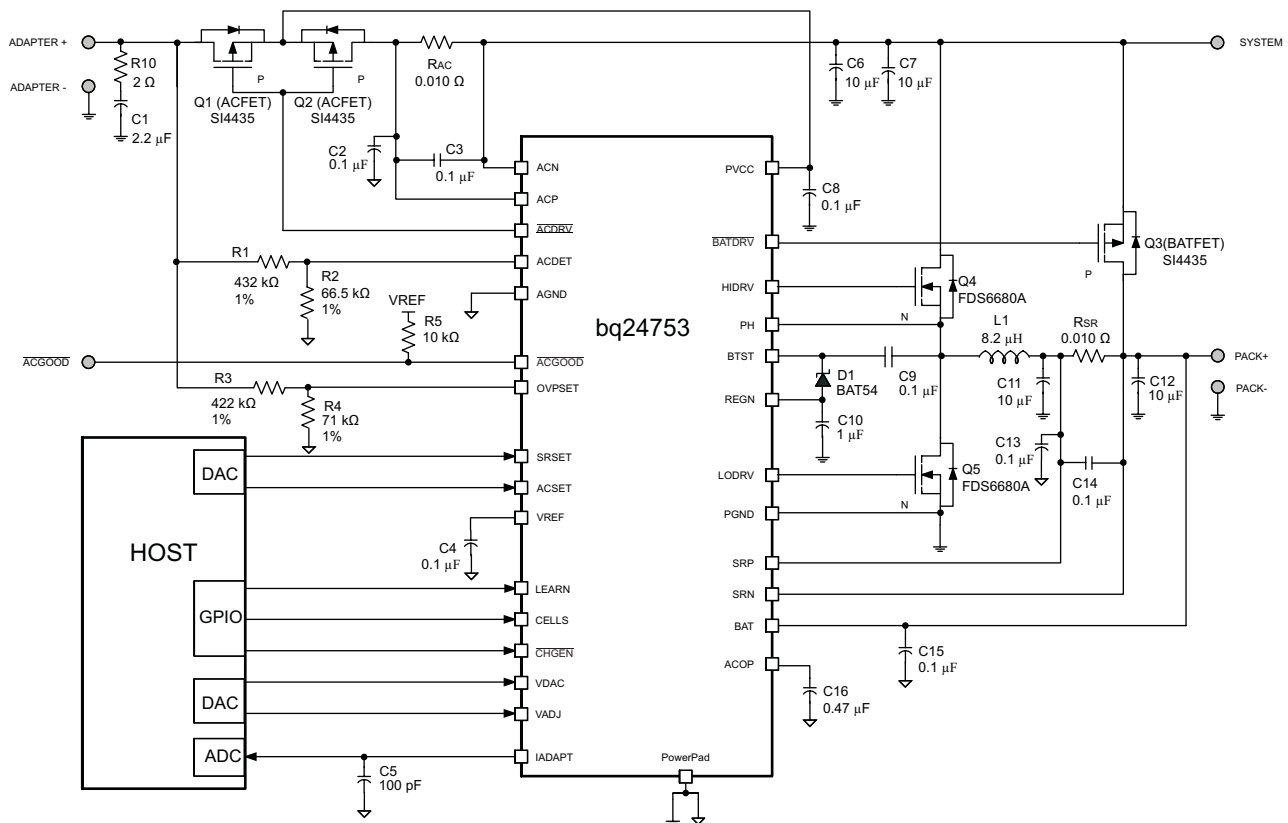 ADAPTER +
R10
2 Ω
ADAPTER -
C1
2.2 μF
P
Q1 (ACFET)
SI4435
P
Q2 (ACFET)
SI4435
RAC
0.010 Ω
C6
10 μF
C7
10 μF
SYSTEM
C2
0.1 μF
C3
0.1 μF
ACN
ACP
ACDRV
ACDET
AGND
ACGOOD
OVPSET
SRSET
ACSET
VREF
LEARN
CELLS
CHGEN
VDAC
VADJ
IADAPT
bq24753
PVCC
BATDRV
HIDRV
PH
BTST
REGN
LODRV
PGND
SRP
SRN
BAT
ACOP
PowerPad
R1
432 kΩ
1%
R2
66.5 kΩ
1%
VREF
R5
10 kΩ
ACGOOD
R3
422 kΩ
1%
R4
71 kΩ
1%
HOST
DAC
GPIO
DAC
ADC
C4
0.1 μF
C5
100 pF
C8
0.1 μF
Q3(BATFET)
SI4435
P
Q4
FDS6680A
N
D1
BAT54
C9
0.1 μF
C10
1 μF
L1
8.2 μH
RSR
0.010 Ω
C11
10 μF
C12
10 μF
PACK+
PACK-
C13
0.1 μF
C14
0.1 μF
Q5
FDS6680A
N
C15
0.1 μF
C16
0.47 μF